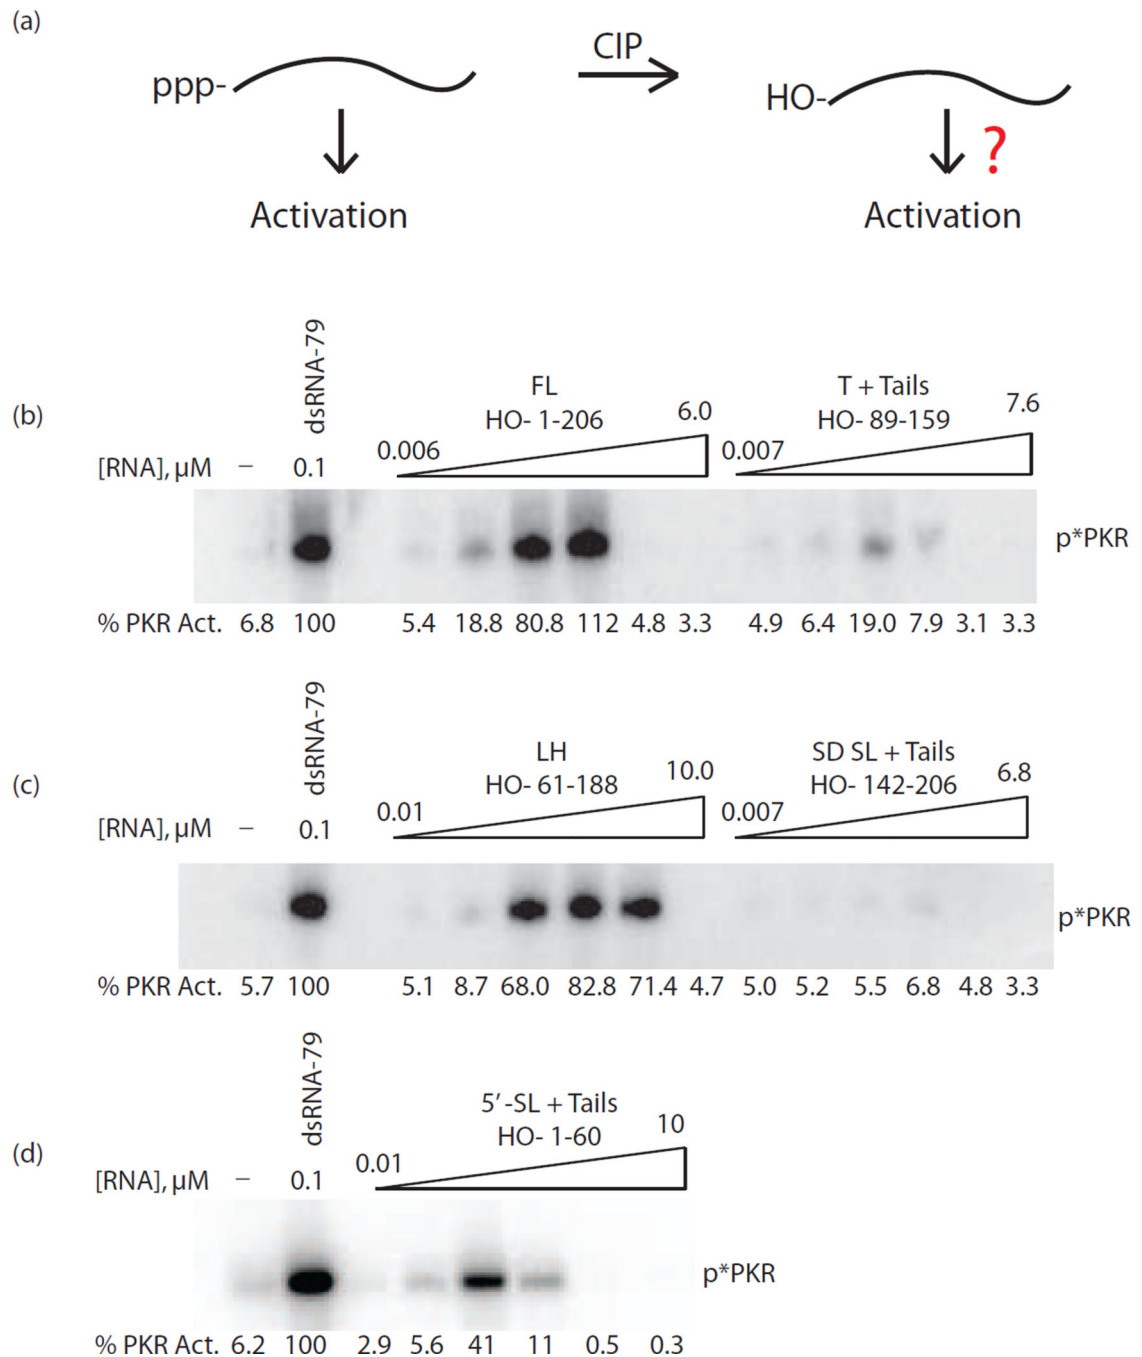 (a)
CIP
ppp-
HO-
?
Activation
Activation
(b)
dsRNA-79
FL
HO- 1-206
0.006
6.0
T + Tails
HO- 89-159
0.007
7.6
[RNA], µM – 0.1
p*PKR
% PKR Act. 6.8 100 5.4 18.8 80.8 112 4.8 3.3 4.9 6.4 19.0 7.9 3.1 3.3
(c)
dsRNA-79
LH
HO- 61-188
0.01
10.0
SD SL + Tails
HO- 142-206
0.007
6.8
[RNA], µM – 0.1
p*PKR
% PKR Act. 5.7 100 5.1 8.7 68.0 82.8 71.4 4.7 5.0 5.2 5.5 6.8 4.8 3.3
(d)
dsRNA-79
5′-SL + Tails
HO- 1-60
0.01
10
[RNA], µM – 0.1
p*PKR
% PKR Act. 6.2 100 2.9 5.6 41 11 0.5 0.3